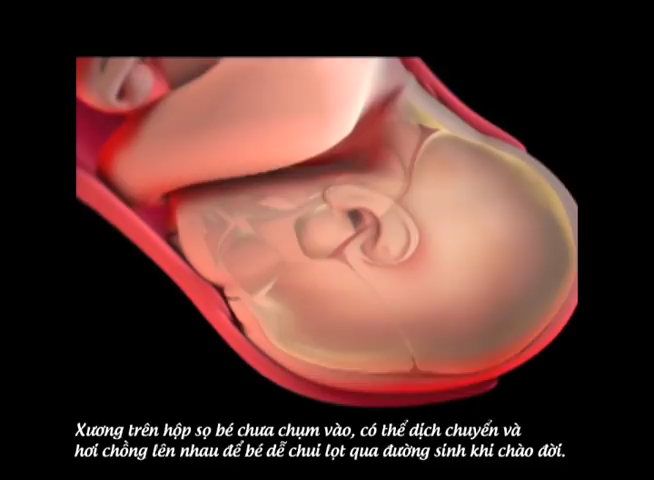 Xương trên hộp sọ bé chưa chụm vào, có thể dịch chuyển và
hơi chồng lên nhau để bé dễ chui lọt qua đường sinh khi chào đời.